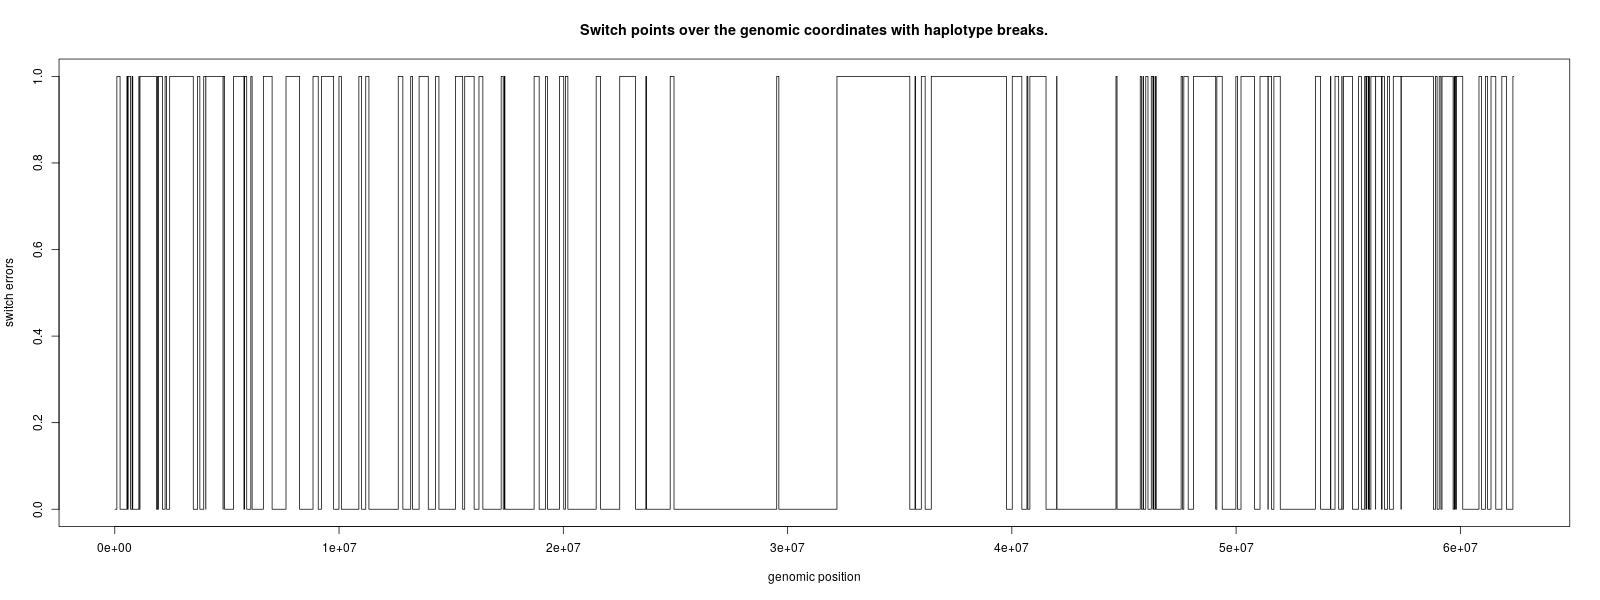 Switch points over the genomic coordinates with haplotype breaks.
switch errors
1.0
0.8
0.6
0.4
0.2
0.0
0e+00 1e+07 2e+07 3e+07 4e+07 5e+07 6e+07
genomic position